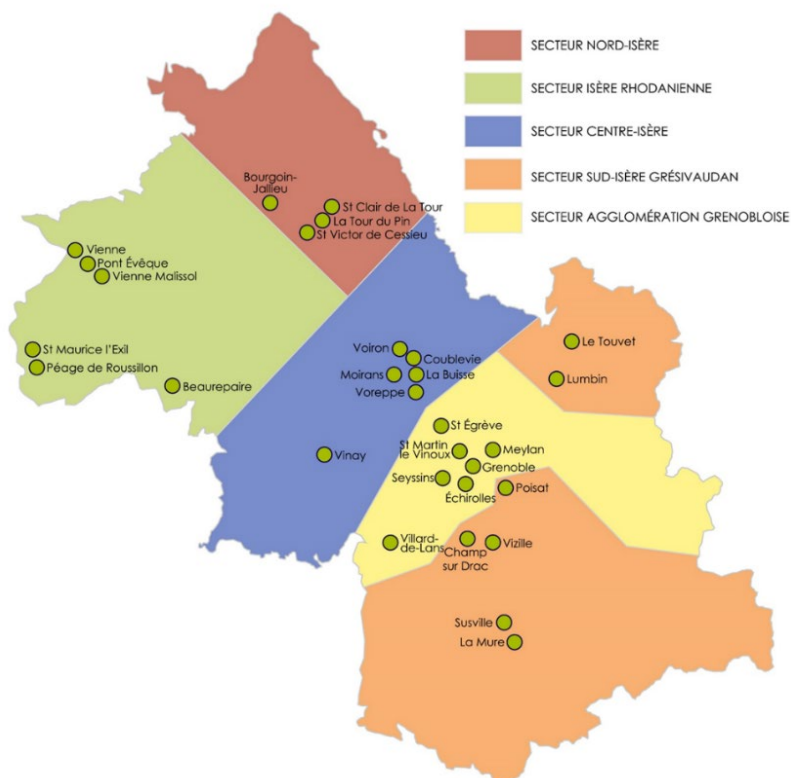 SECTEUR NORD-ISÈRE
SECTEUR ISÈRE RHODANIENNE
SECTEUR CENTRE-ISÈRE
SECTEUR SUD-ISÈRE GRÉSIVAUDAN
SECTEUR AGGLOMÉRATION GRENOBLOISE
Bourgoin-
Jallieu
St Clair de La Tour
La Tour du Pin
St Victor de Cessieu
Vienne
Pont Évêque
Vienne Malissol
St Maurice l'Exil
Péage de Roussillon
Beaurepaire
Voiron
Coublevie
Moirans
La Buisse
Voreppe
Vinay
Le Touvet
Lumbin
St Égrève
St Martin
le Vinoux
Meylan
Grenoble
Seyssins
Échirolles
Poisat
Villard-
de-Lans
Champ
sur Drac
Vizille
Susville
La Mure